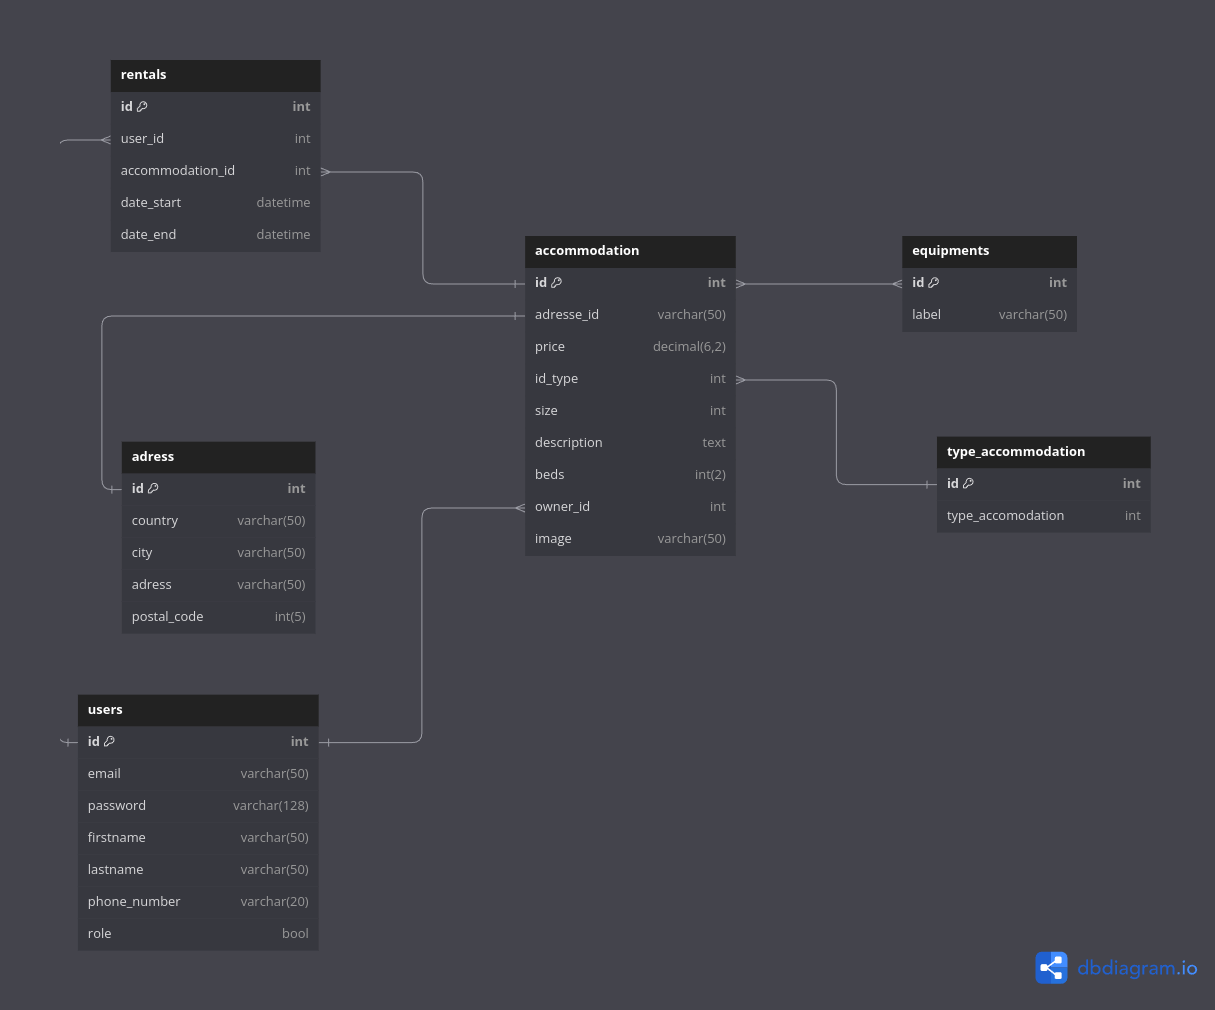 rentals
id int
user_id int
accommodation_id int
date_start datetime
date_end datetime
accommodation
id int
adresse_id varchar(50)
price decimal(6,2)
id_type int
size int
description text
beds int(2)
owner_id int
image varchar(50)
equipments
id int
label varchar(50)
adress
id int
country varchar(50)
city varchar(50)
adress varchar(50)
postal_code int(5)
type_accommodation
id int
type_accomodation int
users
id int
email varchar(50)
password varchar(128)
firstname varchar(50)
lastname varchar(50)
phone_number varchar(20)
role bool
dbdiagram.io